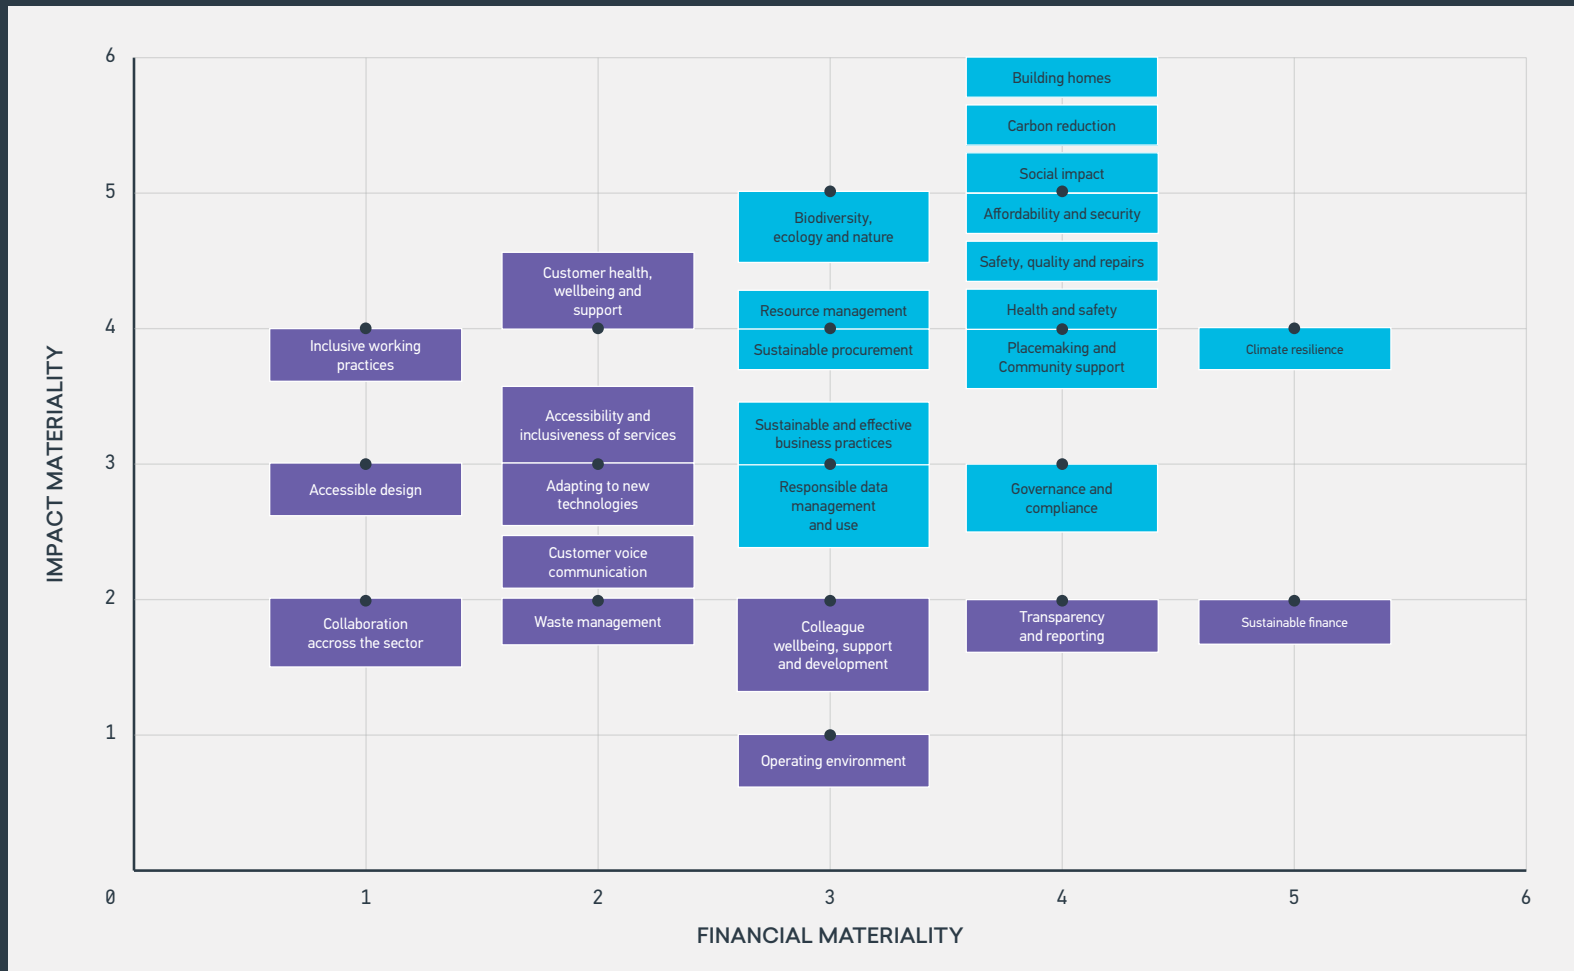 6
Building homes
Carbon reduction
Social impact
5
Affordability and security
Biodiversity,
ecology and nature
Safety, quality and repairs
Customer health,
wellbeing and
support
Resource management
Health and safety
4
Inclusive working
practices
Sustainable procurement
Placemaking and
Community support
Climate resilience
Accessibility and
inclusiveness of services
Sustainable and effective
business practices
3
Accessible design
Adapting to new
technologies
Responsible data
management
and use
Governance and
compliance
Customer voice
communication
2
Collaboration
accross the sector
Waste management
Colleague
wellbeing, support
and development
Transparency
and reporting
Sustainable finance
1
Operating environment
IMPACT MATERIALITY
0 1 2 3 4 5 6
FINANCIAL MATERIALITY